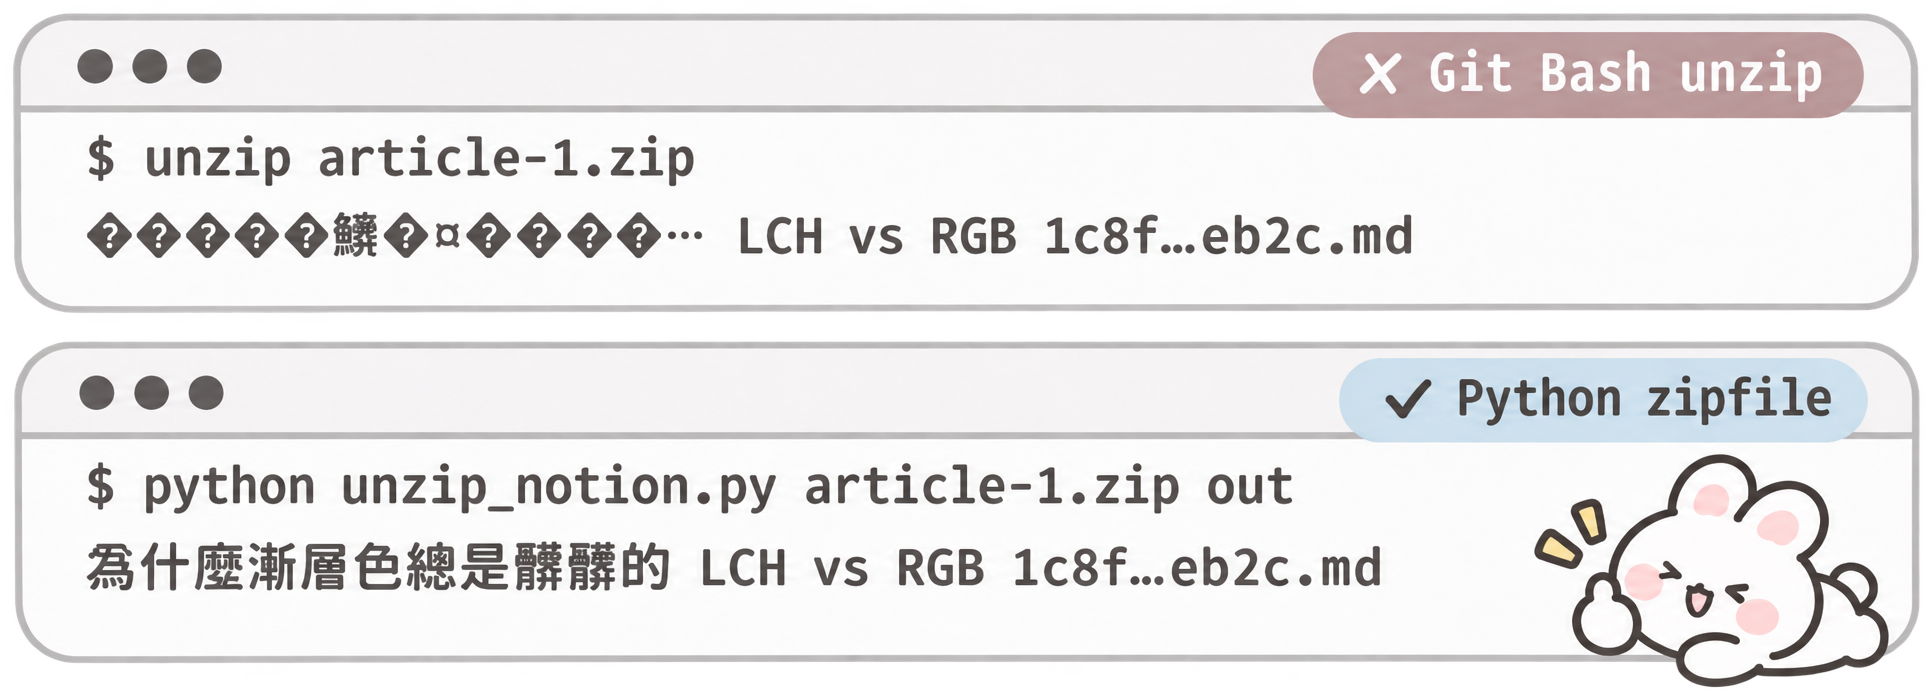 ✕ Git Bash unzip
$ unzip article-1.zip
�����鱵�¤����… LCH vs RGB 1c8f…eb2c.md
✓ Python zipfile
$ python unzip_notion.py article-1.zip out
為什麼漸層色總是髒髒的 LCH vs RGB 1c8f…eb2c.md